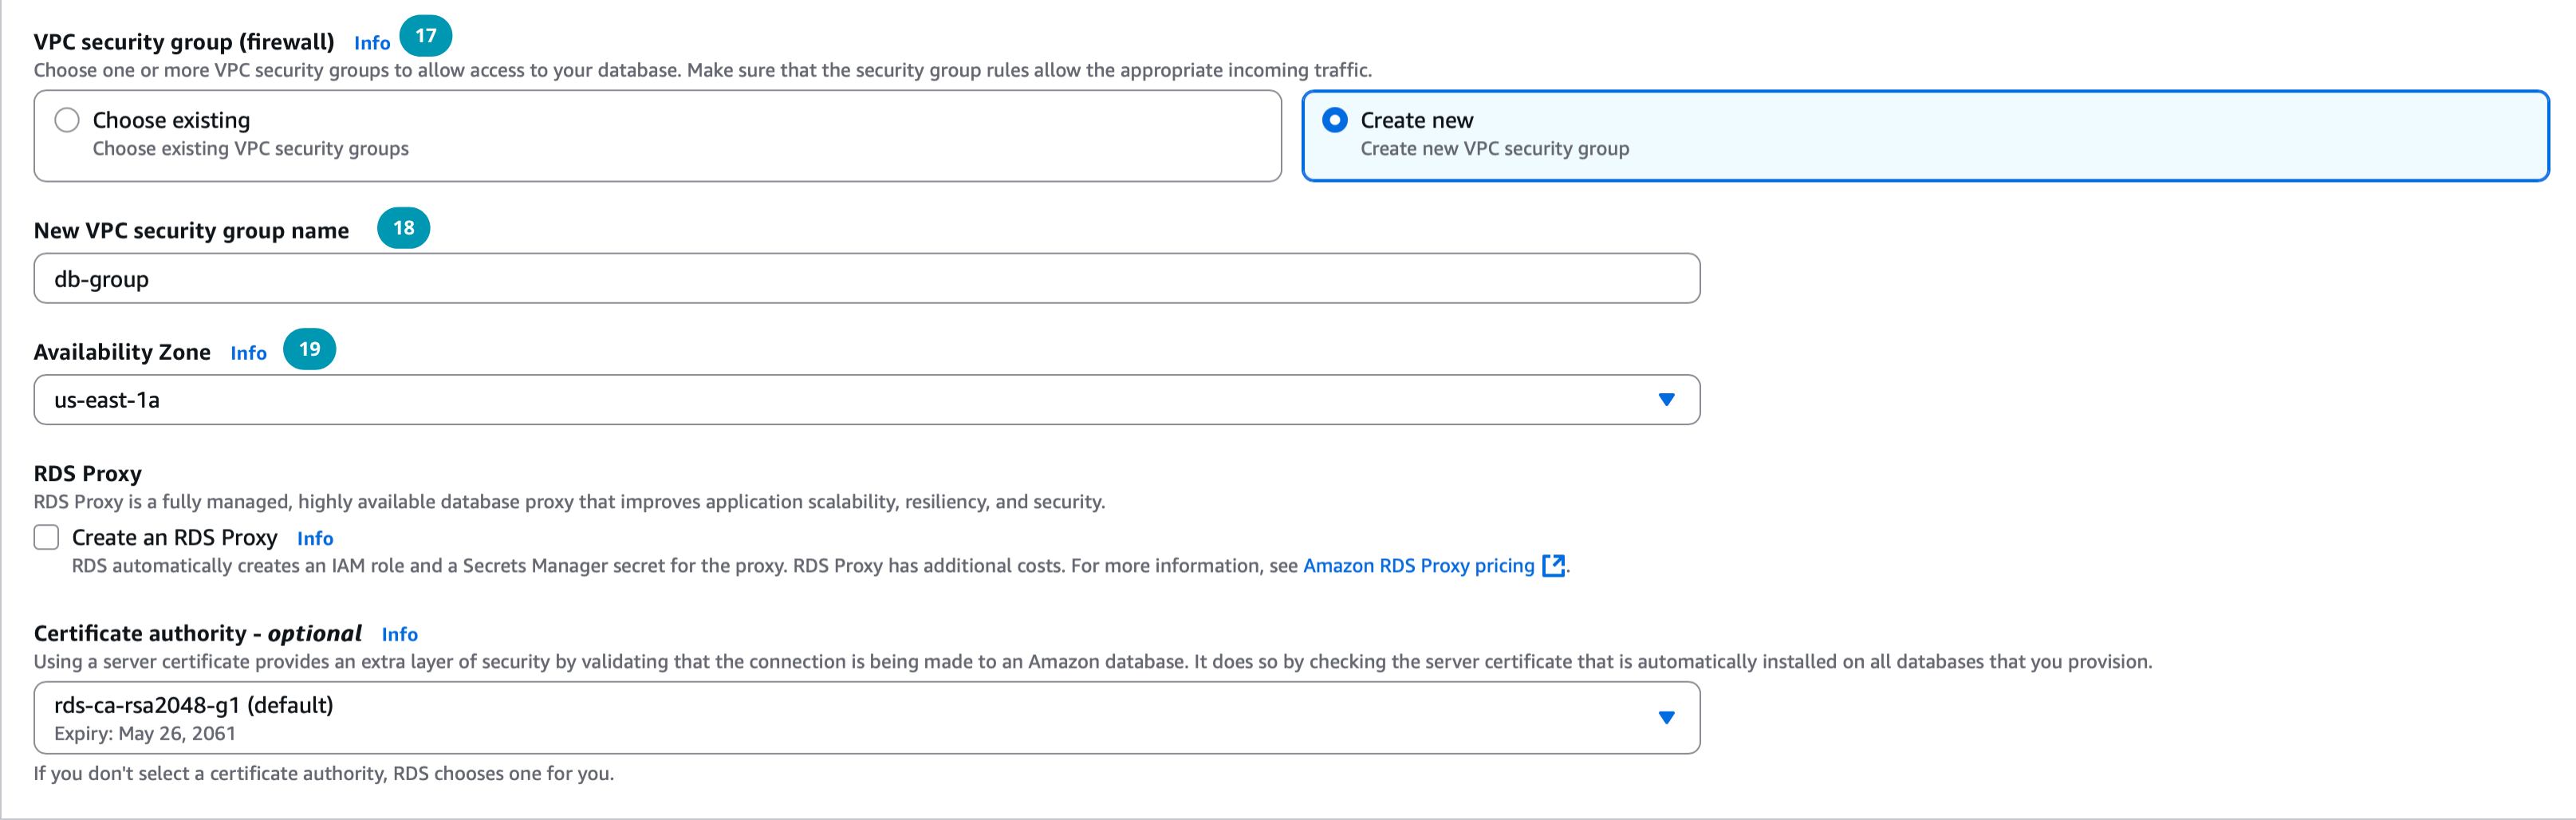 VPC security group (firewall) Info 17
Choose one or more VPC security groups to allow access to your database. Make sure that the security group rules allow the appropriate incoming traffic.
Choose existing
Choose existing VPC security groups
Create new
Create new VPC security group
New VPC security group name 18
db-group
Availability Zone Info 19
us-east-1a
RDS Proxy
RDS Proxy is a fully managed, highly available database proxy that improves application scalability, resiliency, and security.
Create an RDS Proxy Info
RDS automatically creates an IAM role and a Secrets Manager secret for the proxy. RDS Proxy has additional costs. For more information, see Amazon RDS Proxy pricing.
Certificate authority - optional Info
Using a server certificate provides an extra layer of security by validating that the connection is being made to an Amazon database. It does so by checking the server certificate that is automatically installed on all databases that you provision.
rds-ca-rsa2048-g1 (default)
Expiry: May 26, 2061
If you don't select a certificate authority, RDS chooses one for you.